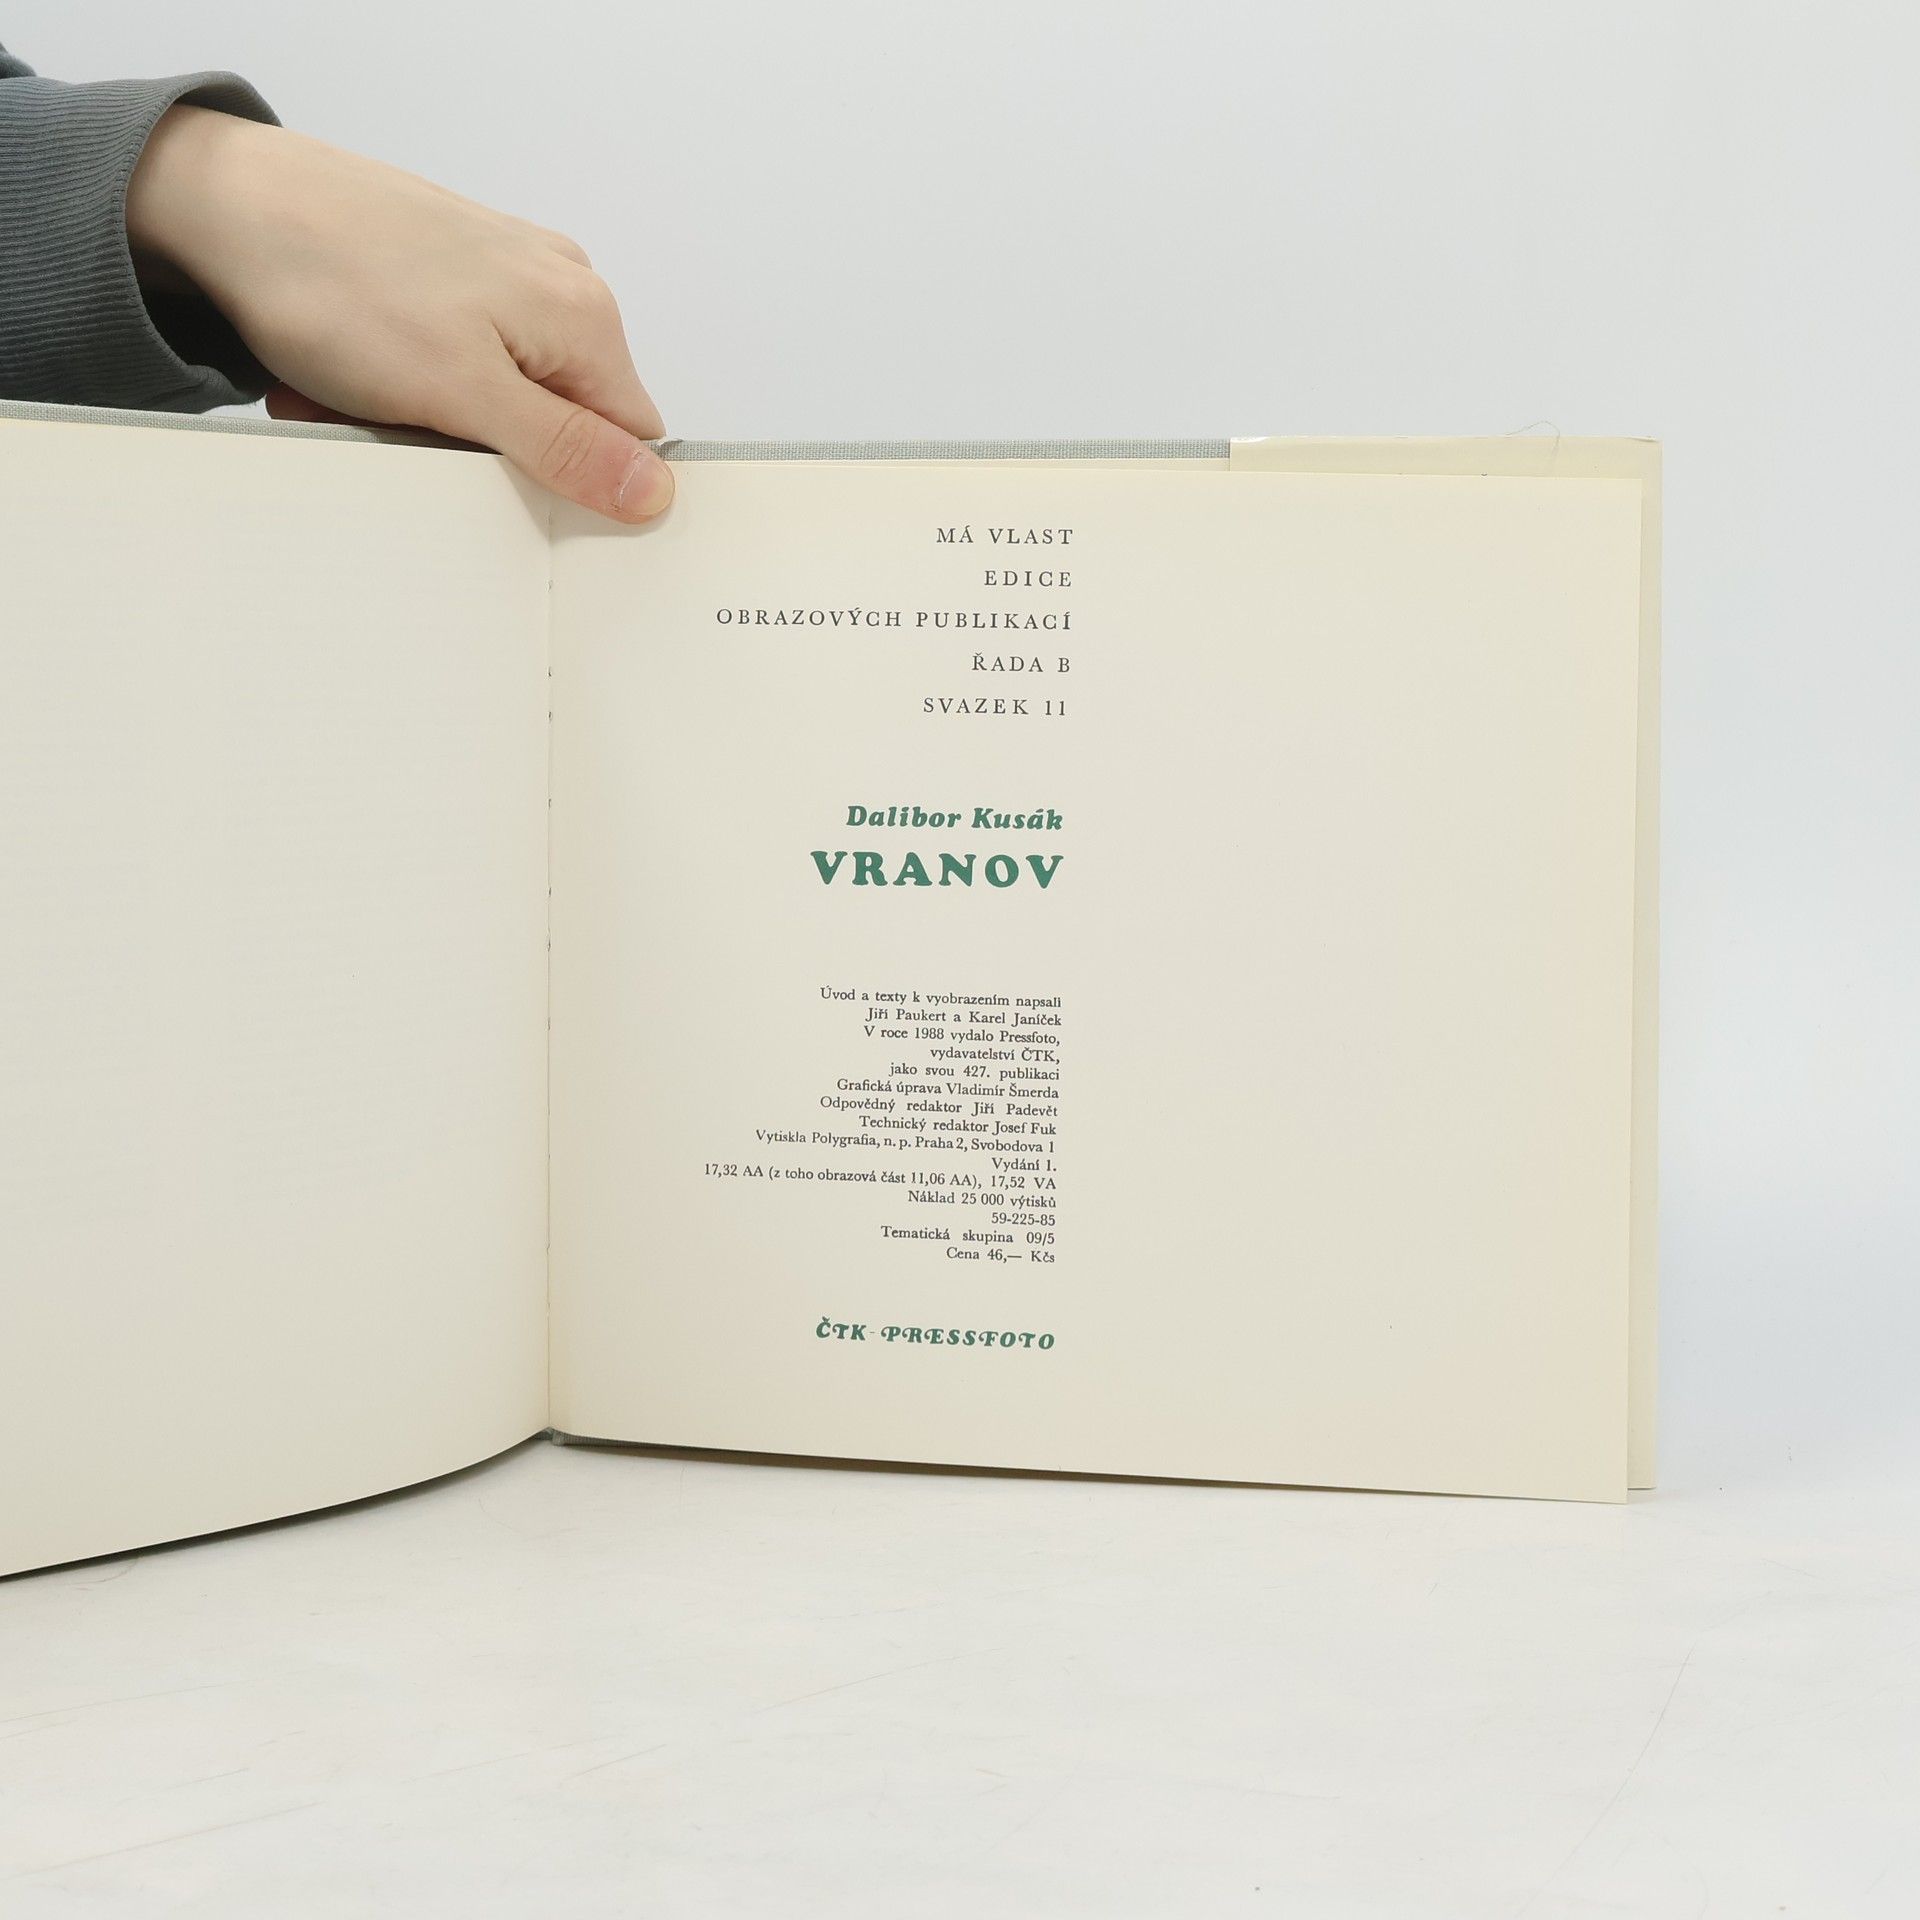 MÁ VLAST
EDICE
OBRAZOVÝCH PUBLIKACÍ
ŘADA B
SVAZEK 11
Dalibor Kusák
VRANOV
Úvod a texty k vyobrazením napsali
Jiří Paukert a Karel Janíček
V roce 1988 vydalo Pressfoto,
vydavatelství ČTK,
jako svou 427. publikaci
Grafická úprava Vladimír Šmerda
Odpovědný redaktor Jiří Padevět
Technický redaktor Josef Fuk
Vytiskla Polygrafia, n. p. Praha 2, Svobodova 1
Vydání 1.
17,32 AA (z toho obrazová část 11,06 AA), 17,52 VA
Náklad 25 000 výtisků
59-225-85
Tematická skupina 09/5
Cena 46,— Kčs
ČTK - PRESSFOTO